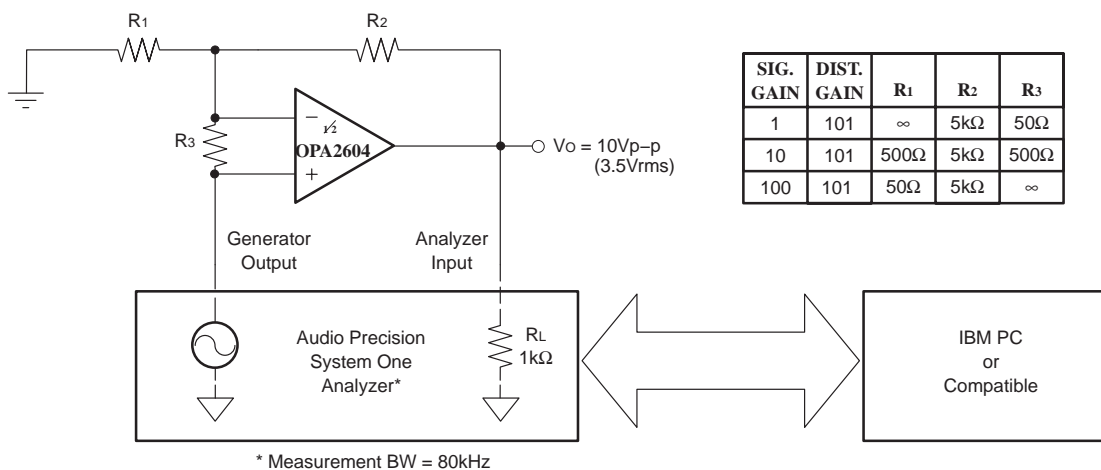 R1
R2
R3
−
½
OPA2604
+
VO = 10Vp−p
(3.5Vrms)
Generator
Output
Analyzer
Input
Audio Precision
System One
Analyzer*
RL
1kΩ
IBM PC
or
Compatible
* Measurement BW = 80kHz
SIG. GAIN DIST. GAIN R1 R2 R3
1 101 ∞ 5kΩ 50Ω
10 101 500Ω 5kΩ 500Ω
100 101 50Ω 5kΩ ∞